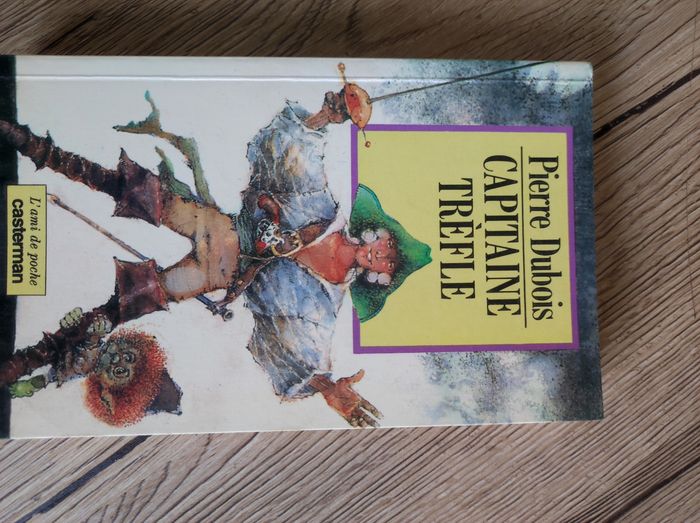 Pierre Dubois
CAPITAINE
TRÈFLE
L'ami de poche
casterman